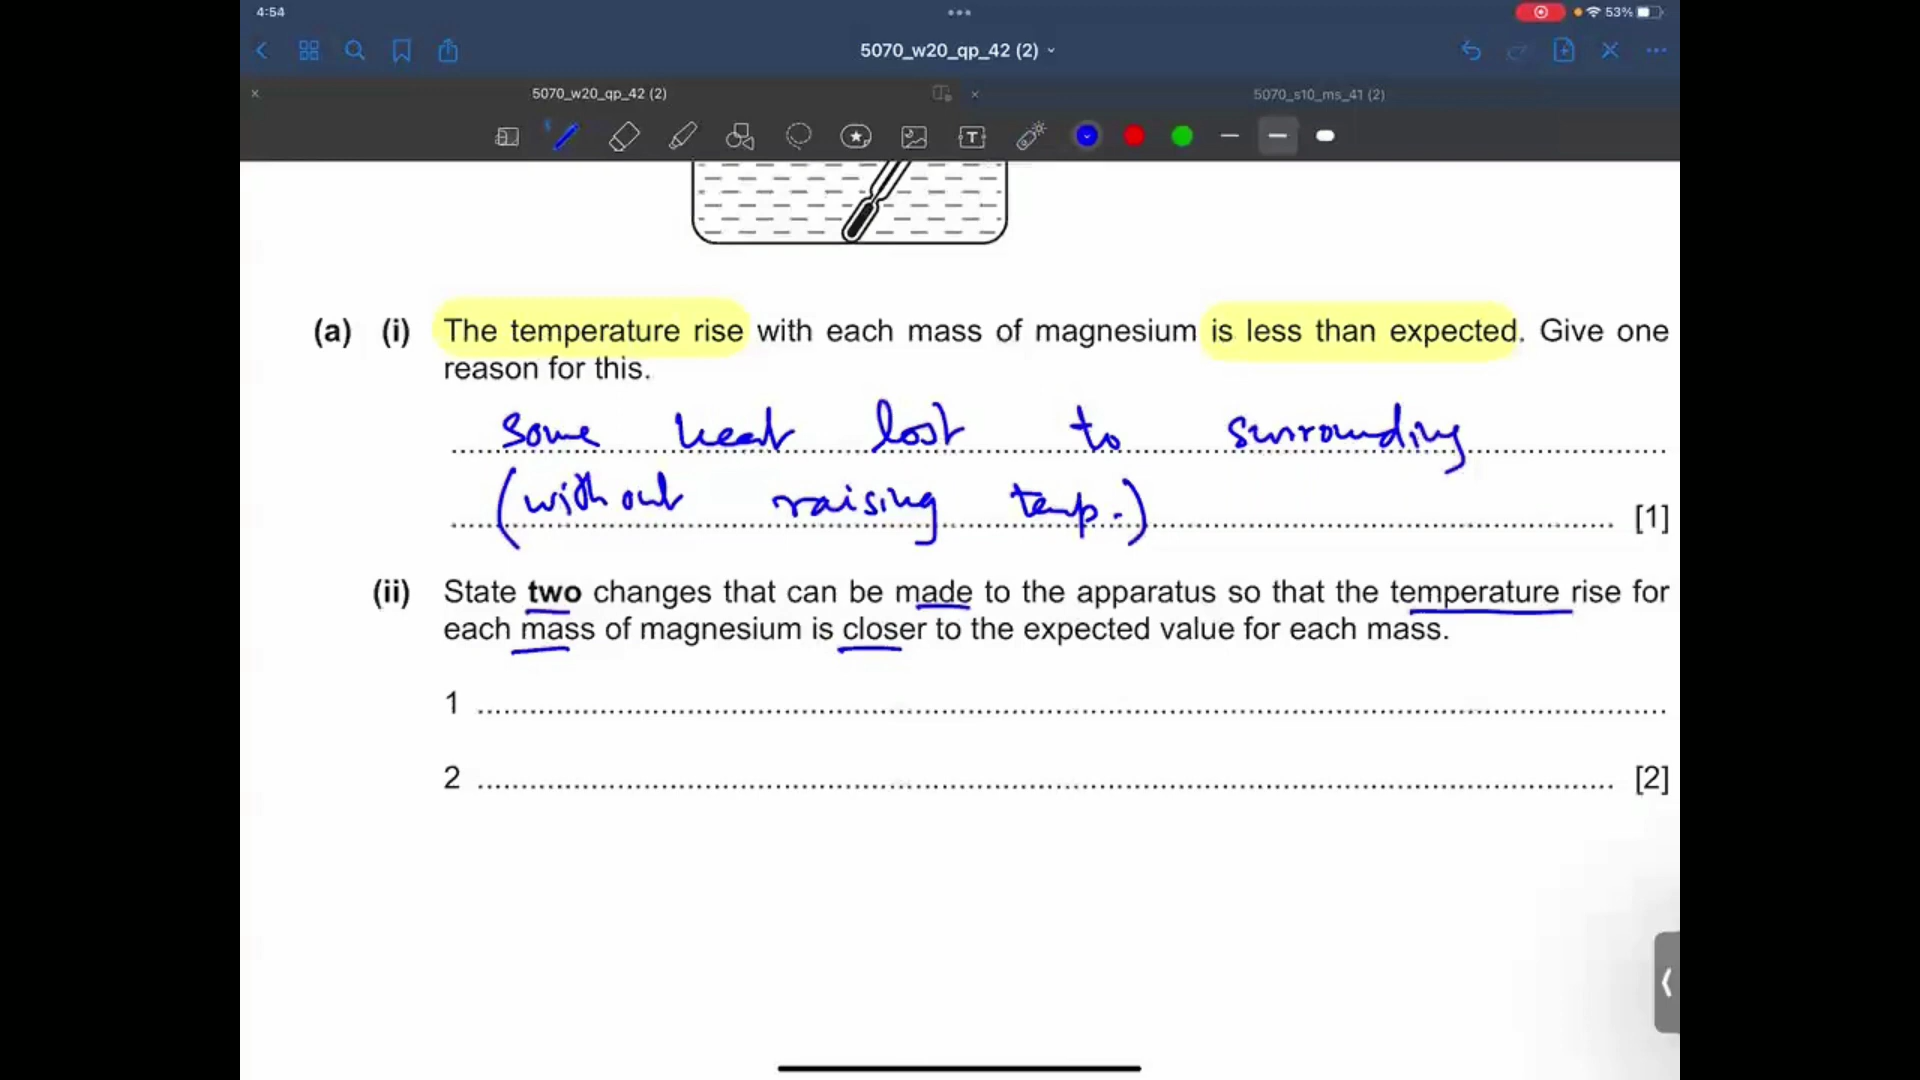 4:54
53%
5070_w20_qp_42 (2)
5070_w20_qp_42 (2)
5070_s10_ms_41 (2)
(a) (i) The temperature rise with each mass of magnesium is less than expected. Give one
reason for this.
some heat lost to surrounding
(without raising temp.)
[1]
(ii) State two changes that can be made to the apparatus so that the temperature rise for
each mass of magnesium is closer to the expected value for each mass.
1
2 [2]